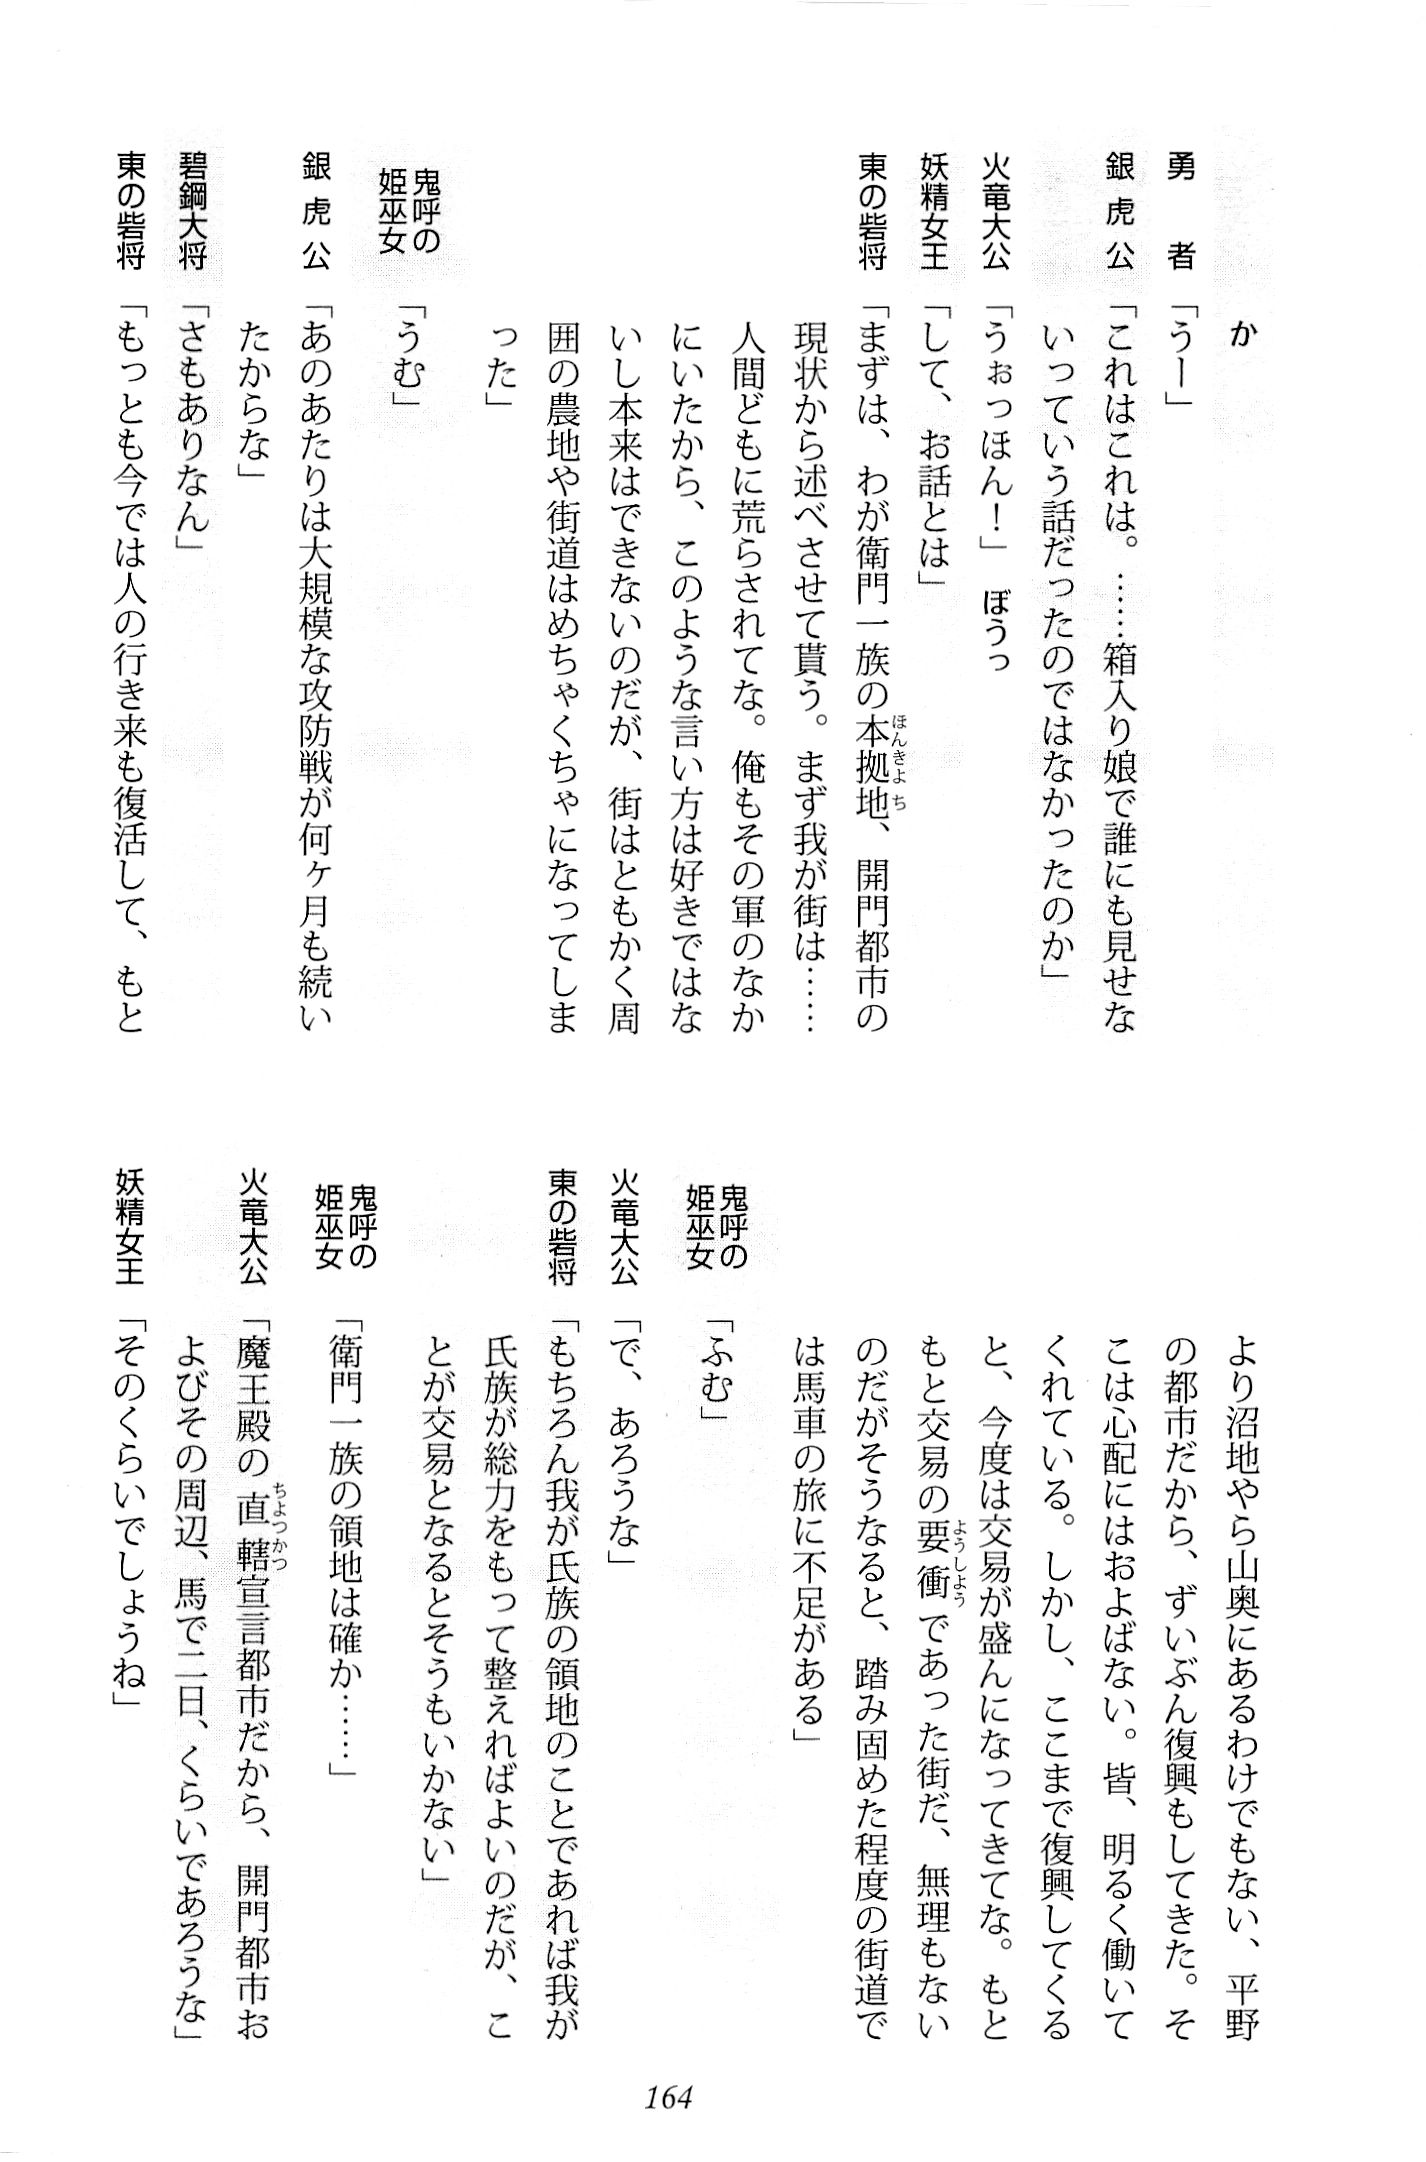 か
勇者「うー」
銀虎公「これはこれは。……箱入り娘で誰にも見せな
いっていう話だったのではなかったのか」
火竜大公「うぉっほん！」 ぼうっ
妖精女王「して、お話とは」
東の砦将「まずは、わが衛門一族の本拠地、開門都市の
現状から述べさせて貰う。まず我が街は……
人間どもに荒らされてな。俺もその軍のなか
にいたから、このような言い方は好きではな
いし本来はできないのだが、街はともかく周
囲の農地や街道はめちゃくちゃになってしま
った」
鬼呼の姫巫女「うむ」
銀虎公「あのあたりは大規模な攻防戦が何ヶ月も続い
たからな」
碧鋼大将「さもありなん」
東の砦将「もっとも今では人の行き来も復活して、もと
より沼地やら山奥にあるわけでもない、平野
の都市だから、ずいぶん復興もしてきた。そ
こは心配にはおよばない。皆、明るく働いて
くれている。しかし、ここまで復興してくる
と、今度は交易が盛んになってきてな。もと
もと交易の要衝であった街だ、無理もない
のだがそうなると、踏み固めた程度の街道で
は馬車の旅に不足がある」
鬼呼の姫巫女「ふむ」
火竜大公「で、あろうな」
東の砦将「もちろん我が氏族の領地のことであれば我が
氏族が総力をもって整えればよいのだが、こ
とが交易となるとそうもいかない」
鬼呼の姫巫女「衛門一族の領地は確か……」
火竜大公「魔王殿の直轄宣言都市だから、開門都市お
よびその周辺、馬で二日、くらいであろうな」
妖精女王「そのくらいでしょうね」
164